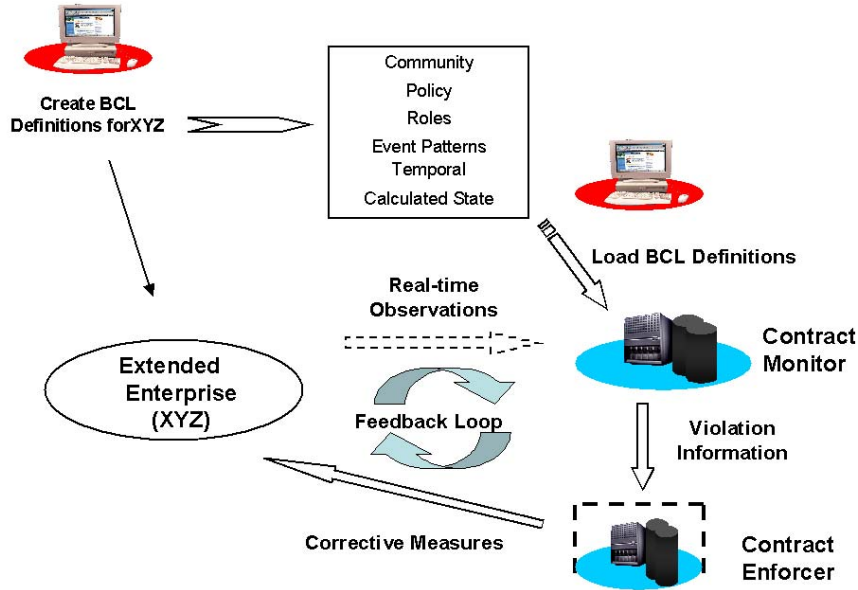 Create BCL
Definitions forXYZ
Community
Policy
Roles
Event Patterns
Temporal
Calculated State
Load BCL Definitions
Real-time
Observations
Contract
Monitor
Extended
Enterprise
(XYZ)
Feedback Loop
Violation
Information
Corrective Measures
Contract
Enforcer